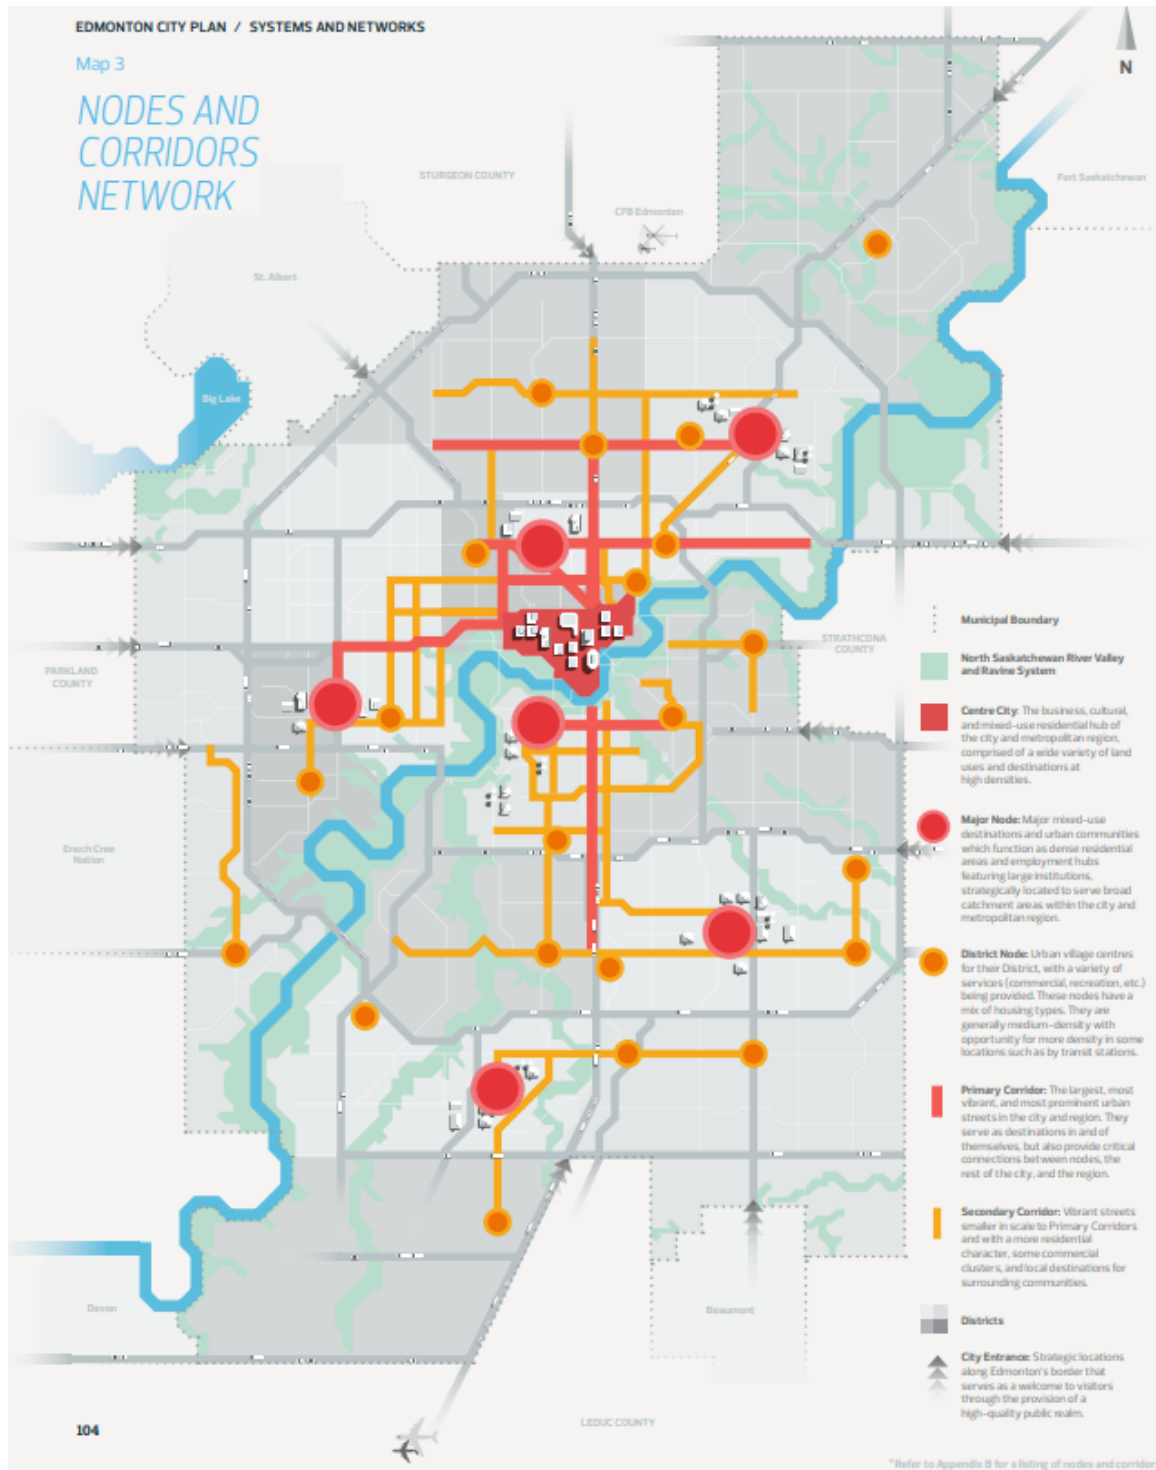 EDMONTON CITY PLAN / SYSTEMS AND NETWORKS
Map 3
NODES AND
CORRIDORS
NETWORK
N
STURGEON COUNTY
CFB Edmonton
Fort Saskatchewan
St. Albert
Big Lake
PARKLAND
COUNTY
STRATHCONA
COUNTY
Enoch Cree
Nation
Devon
Beaumont
LEDUC COUNTY
Municipal Boundary
North Saskatchewan River Valley
and Ravine System
Centre City: The business, cultural,
and mixed-use residential hub of
the city and metropolitan region,
comprised of a wide variety of land
uses and destinations at
high densities.
Major Node: Major mixed-use
destinations and urban communities
which function as dense residential
areas and employment hubs
featuring large institutions,
strategically located to serve broad
catchment areas within the city and
metropolitan region.
District Node: Urban village centres
for their District, with a variety of
services (commercial, recreation, etc.)
being provided. These nodes have a
mix of housing types. They are
generally medium-density with
opportunity for more density in some
locations such as by transit stations.
Primary Corridor: The largest, most
vibrant, and most prominent urban
streets in the city and region. They
serve as destinations in and of
themselves, but also provide critical
connections between nodes, the
rest of the city, and the region.
Secondary Corridor: Vibrant streets
smaller in scale to Primary Corridors
and with a more residential
character, some commercial
clusters, and local destinations for
surrounding communities.
Districts
City Entrance: Strategic locations
along Edmonton's border that
serves as a welcome to visitors
through the provision of a
high-quality public realm.
104
*Refer to Appendix B for a listing of nodes and corridor